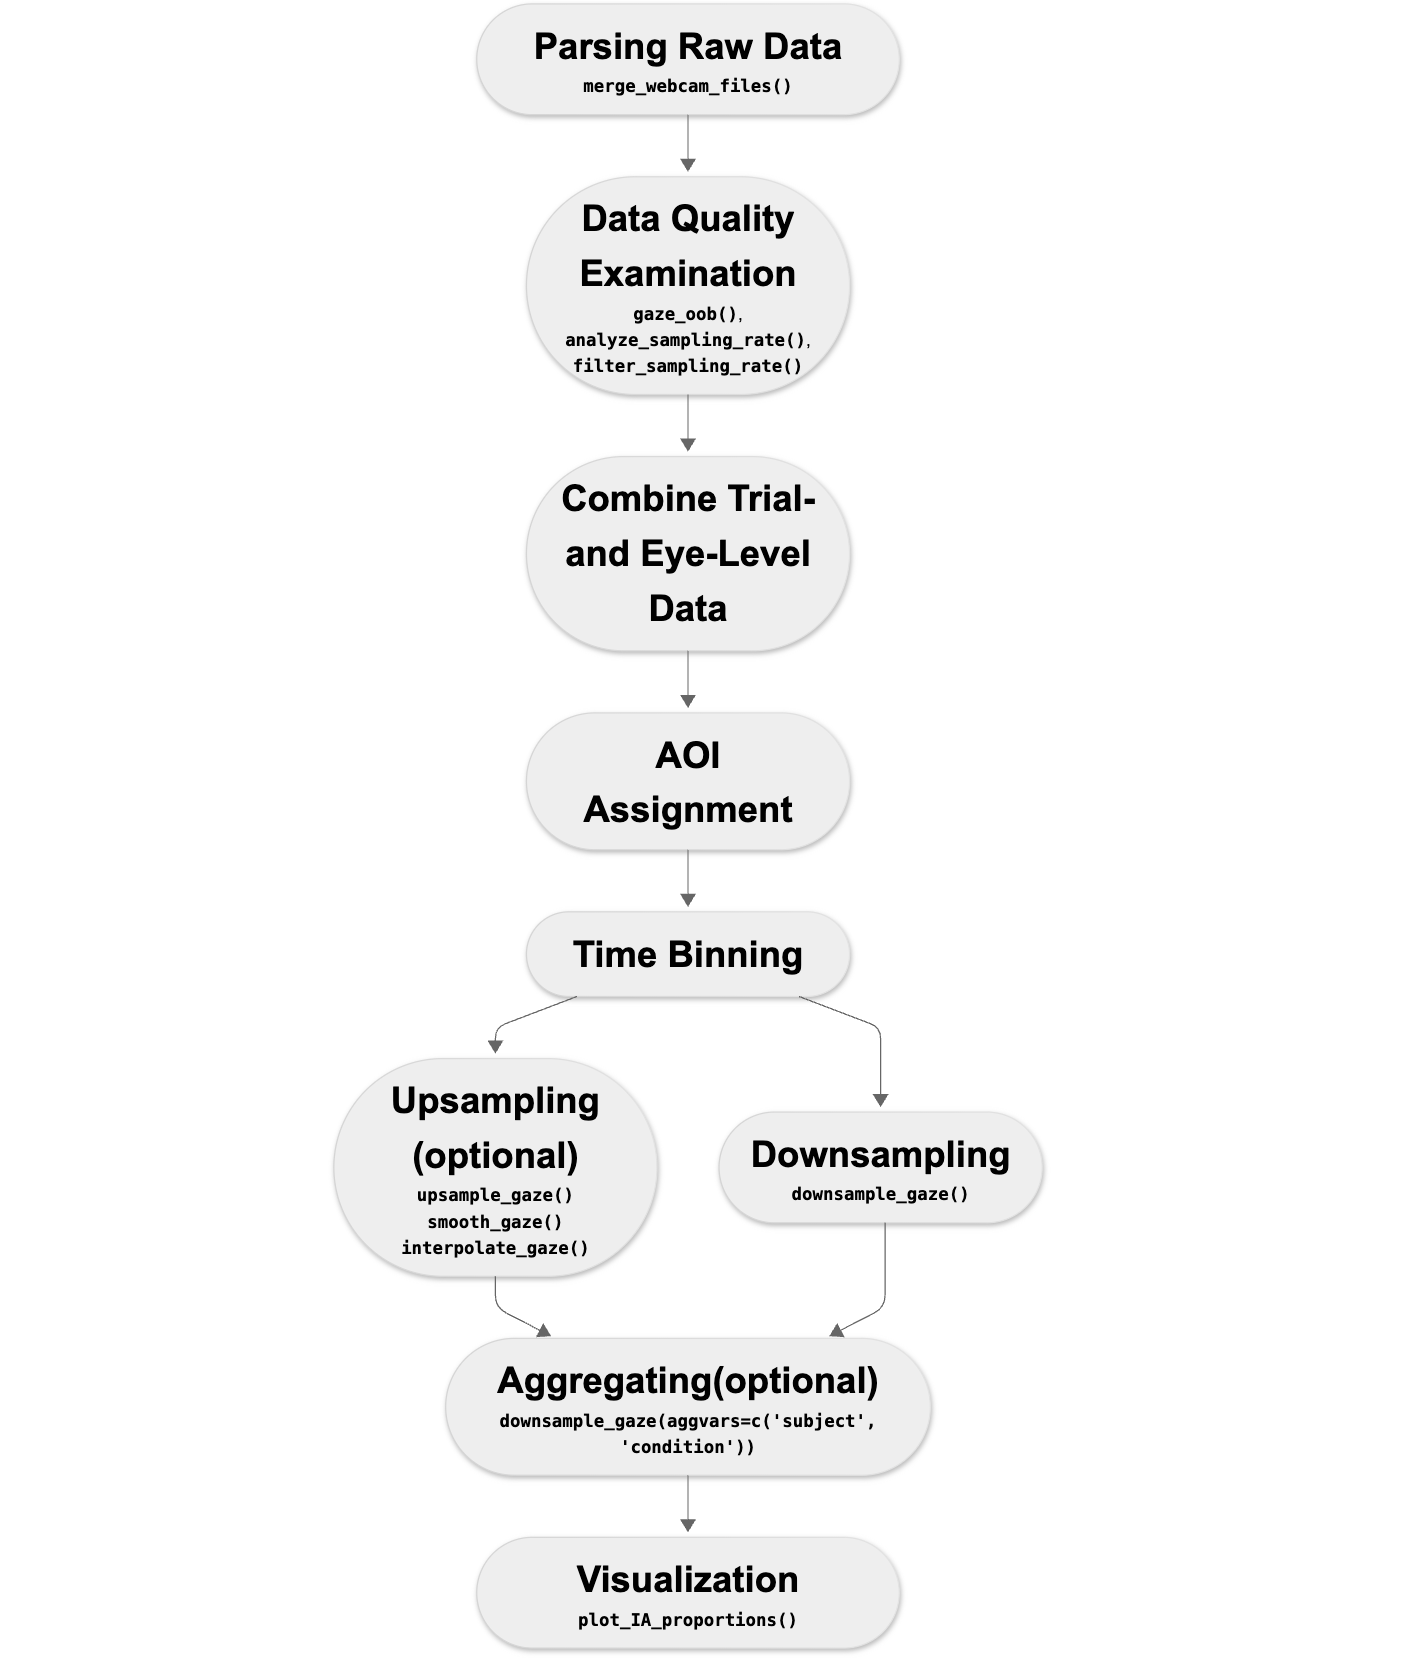 Parsing Raw Data
merge_webcam_files()
Data Quality
Examination
gaze_oob(),
analyze_sampling_rate(),
filter_sampling_rate()
Combine Trial-
and Eye-Level
Data
AOI
Assignment
Time Binning
Upsampling
(optional)
upsample_gaze()
smooth_gaze()
interpolate_gaze()
Downsampling
downsample_gaze()
Aggregating(optional)
downsample_gaze(aggvars=c('subject',
'condition'))
Visualization
plot_IA_proportions()